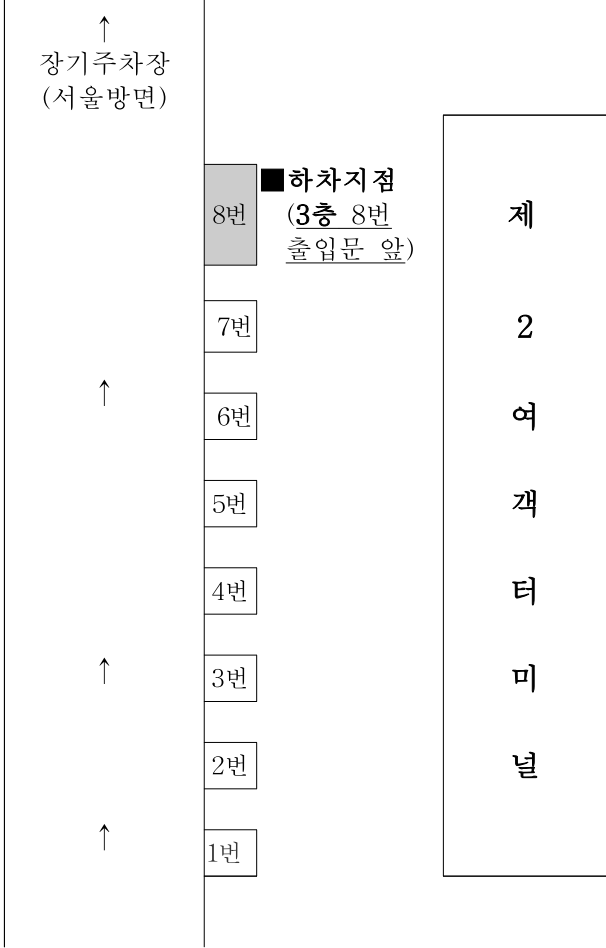 ↑
장기주차장
(서울방면)
■하차지점
(3층 8번
출입문 앞)
8번
7번
↑
6번
5번
4번
↑
3번
2번
↑
1번
제
2
여
객
터
미
널